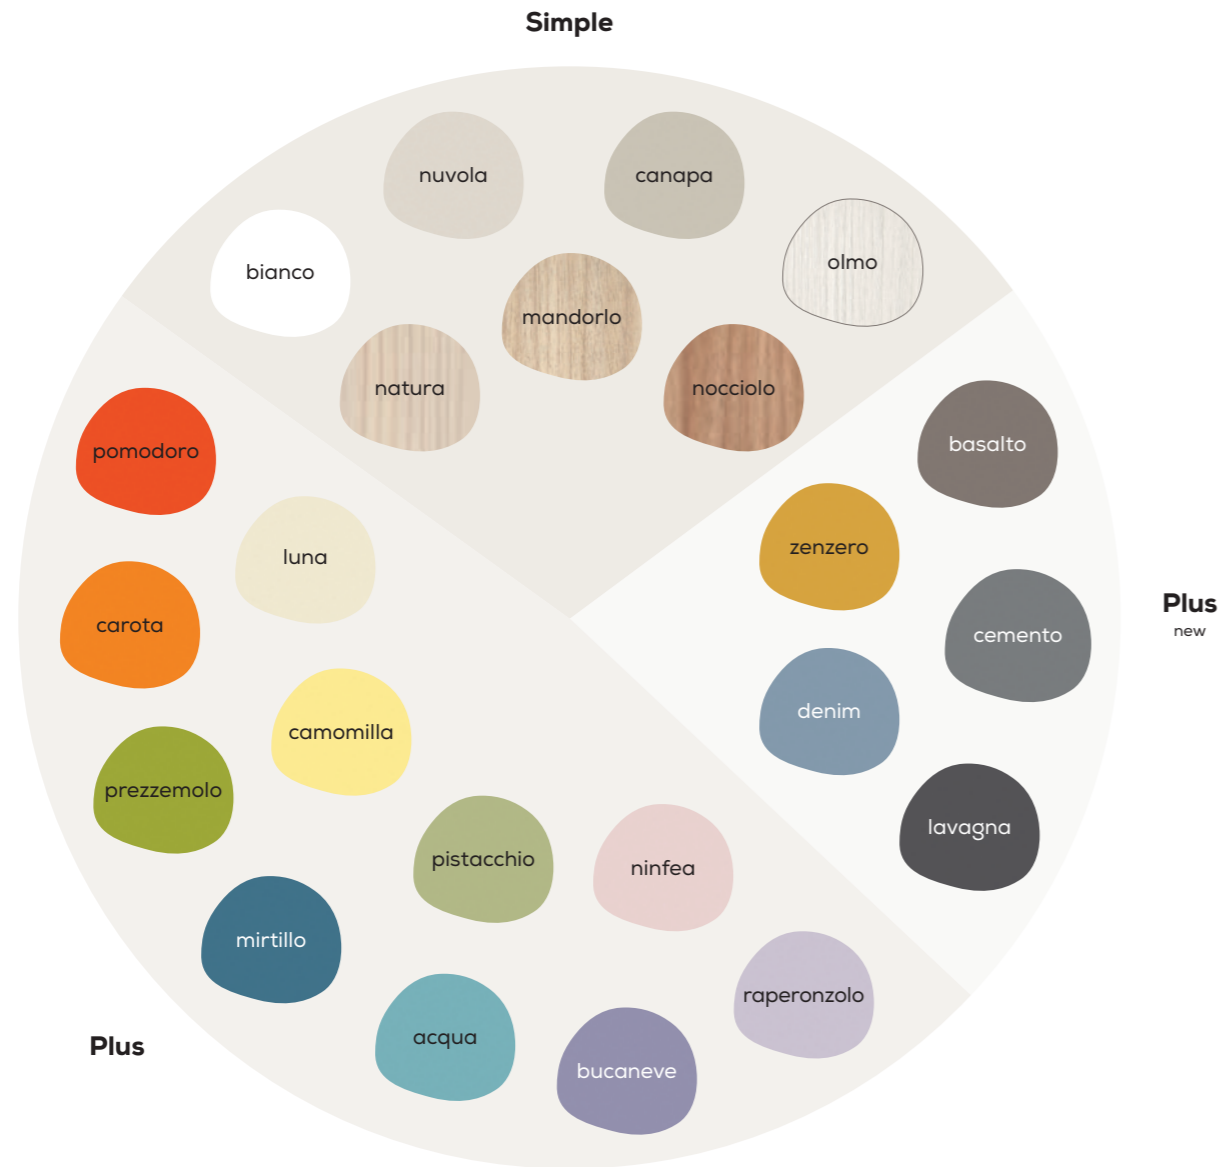 Simple
nuvola
canapa
bianco
olmo
mandorlo
natura
nocciolo
pomodoro
basalto
luna
zenzero
carota
cemento
Plus
new
camomilla
denim
prezzemolo
lavagna
pistacchio
ninfea
mirtillo
raperonzolo
acqua
bucaneve
Plus